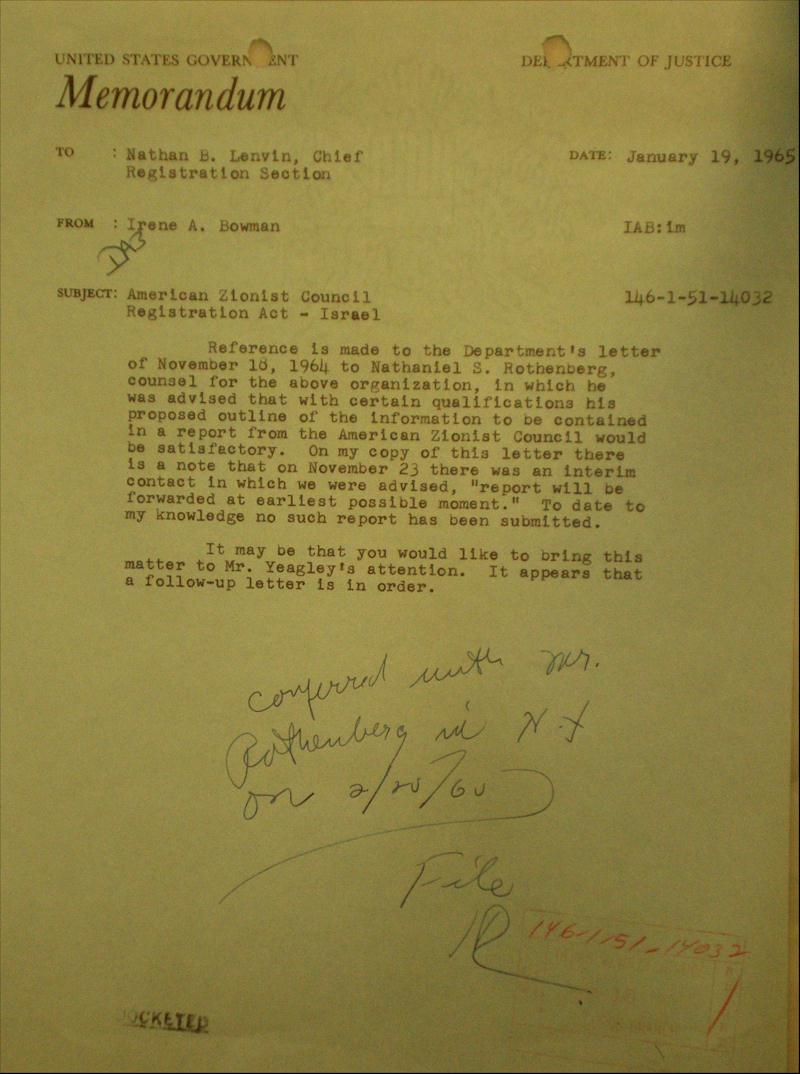 UNITED STATES GOVERN ENT
DE TMENT OF JUSTICE
Memorandum
TO : Nathan B. Lenvin, Chief
Registration Section
DATE: January 19, 1965
FROM : Irene A. Bowman
IAB:lm
SUBJECT: American Zionist Council
Registration Act - Israel
146-1-51-14032
Reference is made to the Department's letter
of November 18, 1964 to Nathaniel S. Rothenberg,
counsel for the above organization, in which he
was advised that with certain qualifications his
proposed outline of the information to be contained
in a report from the American Zionist Council would
be satisfactory. On my copy of this letter there
is a note that on November 23 there was an interim
contact in which we were advised, "report will be
forwarded at earliest possible moment." To date to
my knowledge no such report has been submitted.
It may be that you would like to bring this
matter to Mr. Yeagley's attention. It appears that
a follow-up letter is in order.
conferred with Mr.
Rothenberg in N.Y
on
File
146-1-51-14032
OCKETED